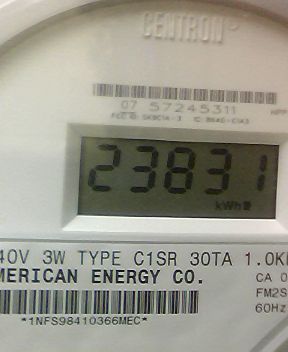 CENTRON
07 57245311
23831
kWh
40V 3W TYPE C1SR 30TA 1.0K
MERICAN ENERGY CO.
CA 0
FM2S
60Hz
*1NFS98410366MEC*